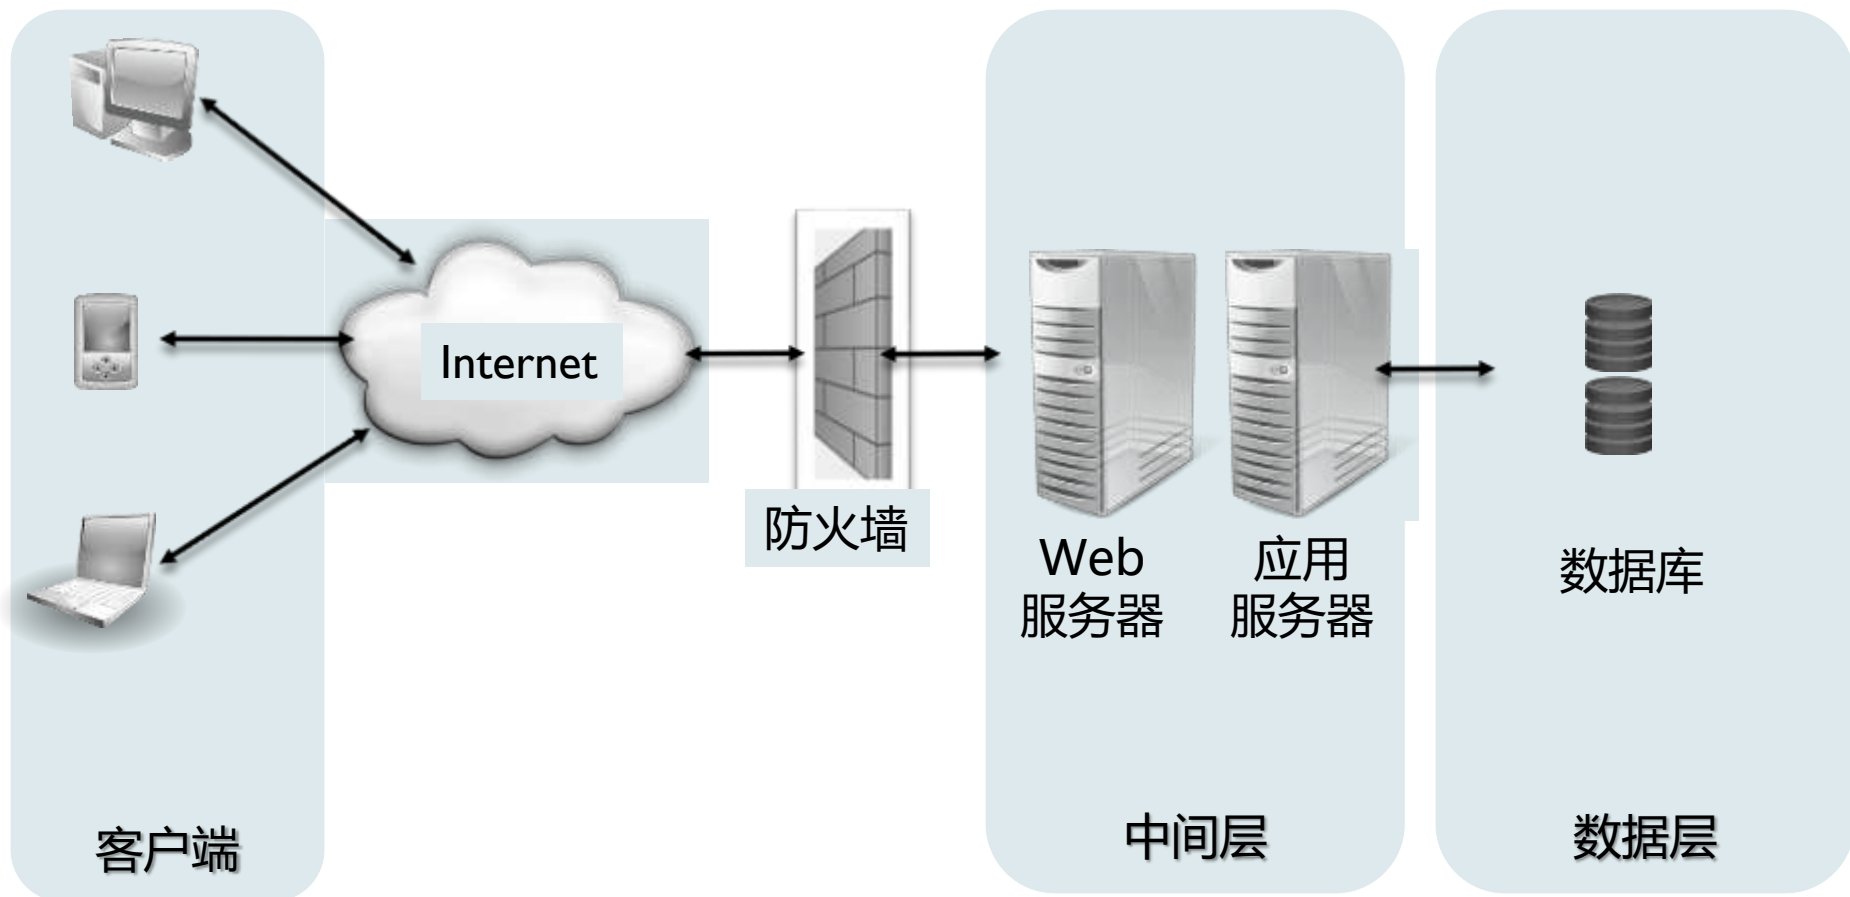 Internet
防火墙
Web
服务器
应用
服务器
数据库
客户端
中间层
数据层